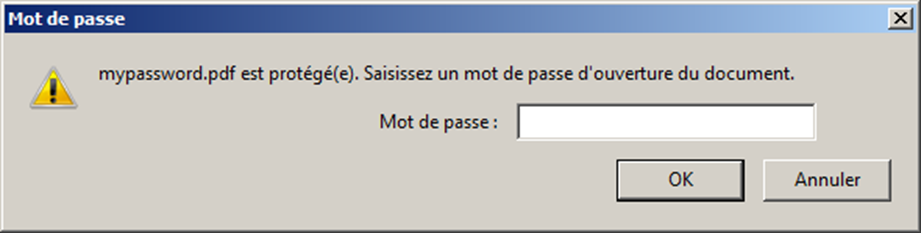 Mot de passe
mypassword.pdf est protégé(e). Saisissez un mot de passe d'ouverture du document.
Mot de passe :
OK Annuler